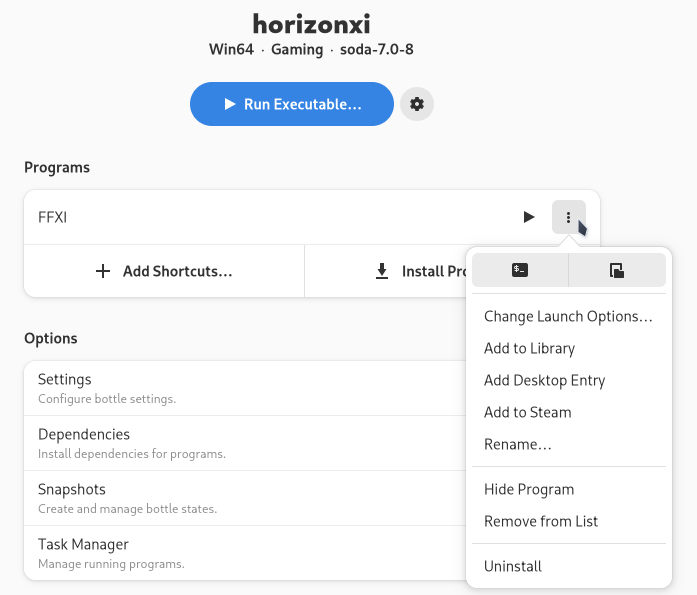 horizonxi
Win64 · Gaming · soda-7.0-8
Run Executable…
Programs
FFXI
Add Shortcuts…
Install Pro
$_
Change Launch Options…
Add to Library
Add Desktop Entry
Add to Steam
Rename…
Hide Program
Remove from List
Uninstall
Options
Settings
Configure bottle settings.
Dependencies
Install dependencies for programs.
Snapshots
Create and manage bottle states.
Task Manager
Manage running programs.